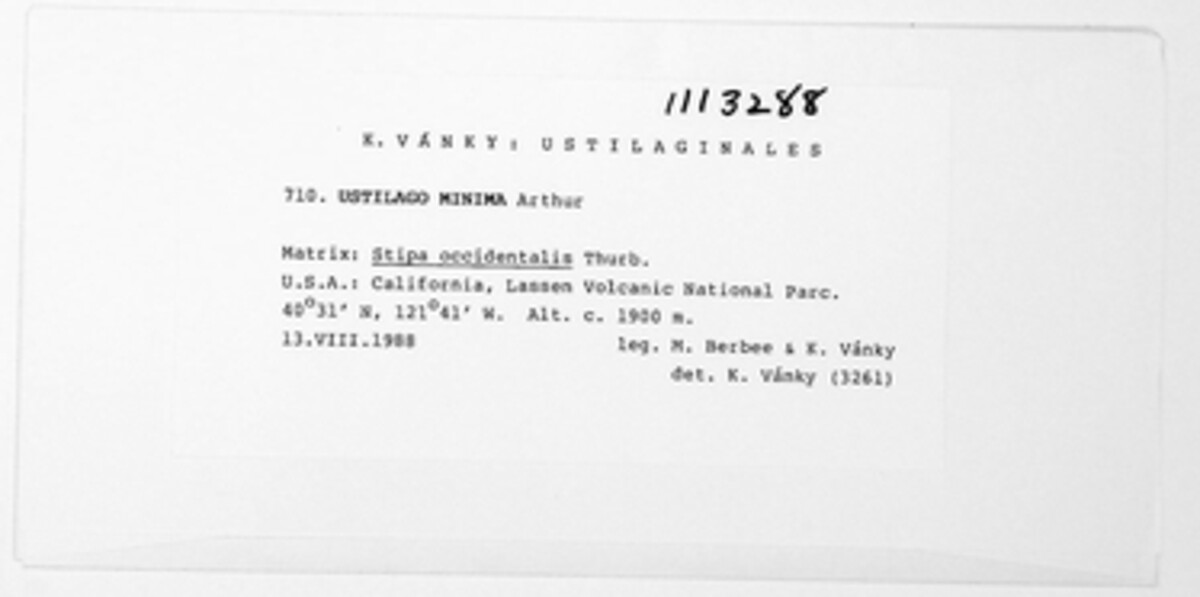 1113288
K. VÁNKY: USTILAGINALES
710. USTILAGO MINIMA Arthur
Matrix: Stipa occidentalis Thurb.
U.S.A.: California, Lassen Volcanic National Parc.
40°31' N, 121°41' W. Alt. c. 1900 m.
13.VIII.1988 leg. M. Berbee & K. Vánky
det. K. Vánky (3261)